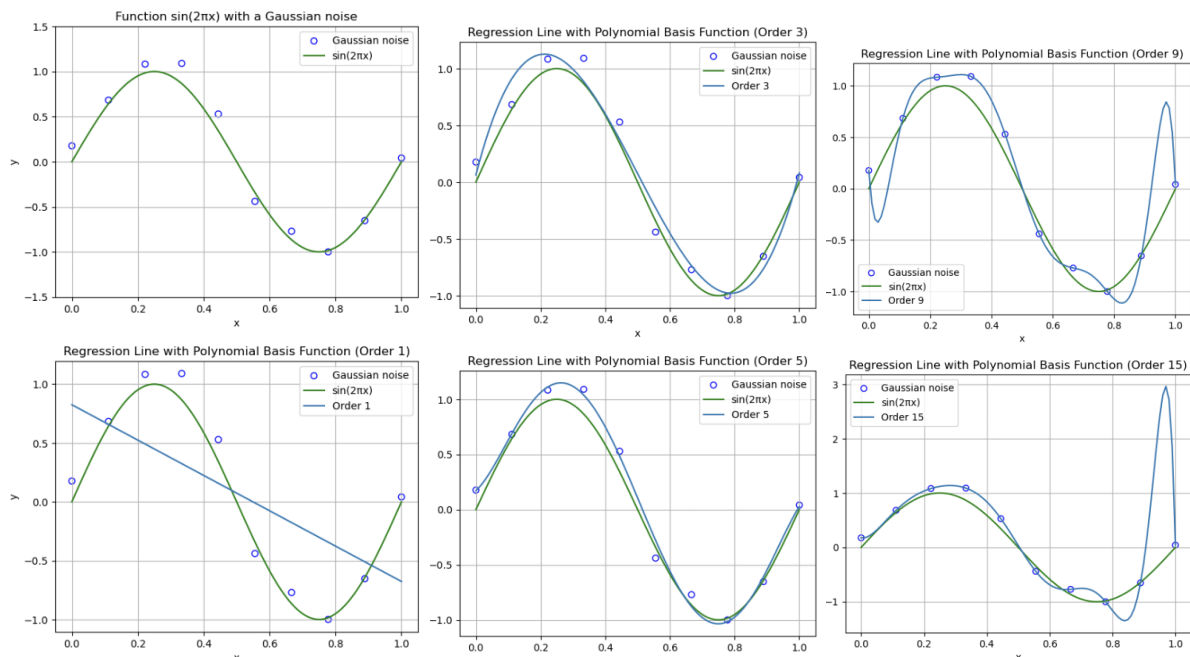 Function sin(2πx) with a Gaussian noise
1.5
1.0
0.5
0.0
−0.5
−1.0
−1.5
y
Gaussian noise
sin(2πx)
0.0 0.2 0.4 0.6 0.8 1.0
x
Regression Line with Polynomial Basis Function (Order 3)
1.0
0.5
0.0
−0.5
−1.0
Gaussian noise
sin(2πx)
Order 3
0.0 0.2 0.4 0.6 0.8 1.0
x
Regression Line with Polynomial Basis Function (Order 9)
1.0
0.5
0.0
−0.5
−1.0
Gaussian noise
sin(2πx)
Order 9
0.0 0.2 0.4 0.6 0.8 1.0
x
Regression Line with Polynomial Basis Function (Order 1)
1.0
0.5
0.0
−0.5
−1.0
y
Gaussian noise
sin(2πx)
Order 1
0.0 0.2 0.4 0.6 0.8 1.0
x
Regression Line with Polynomial Basis Function (Order 5)
1.0
0.5
0.0
−0.5
−1.0
Gaussian noise
sin(2πx)
Order 5
0.0 0.2 0.4 0.6 0.8 1.0
x
Regression Line with Polynomial Basis Function (Order 15)
3
2
1
0
−1
Gaussian noise
sin(2πx)
Order 15
0.0 0.2 0.4 0.6 0.8 1.0
x